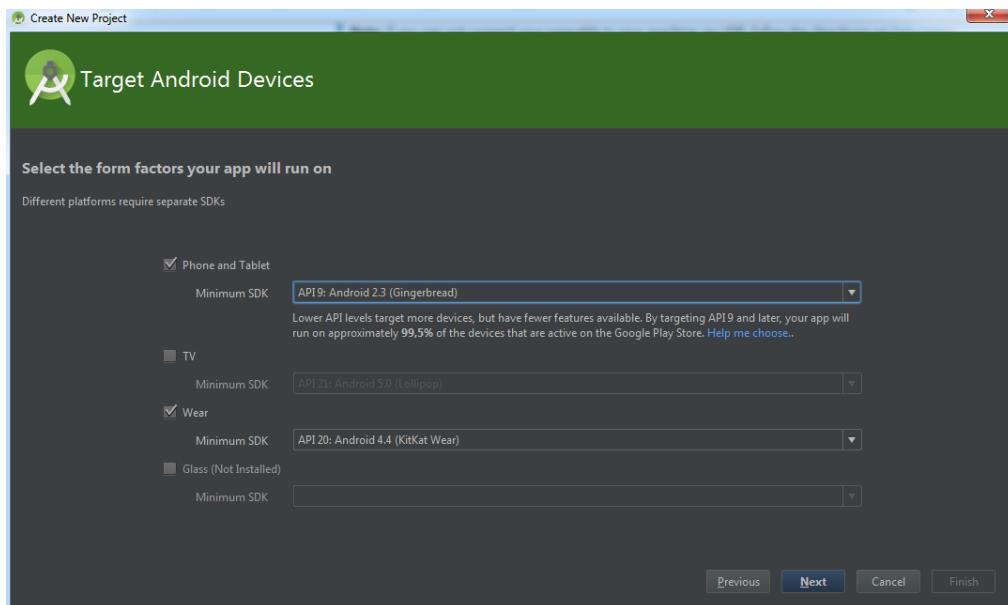 Create New Project
Target Android Devices
Select the form factors your app will run on
Different platforms require separate SDKs
Phone and Tablet
Minimum SDK
API 9: Android 2.3 (Gingerbread)
Lower API levels target more devices, but have fewer features available. By targeting API 9 and later, your app will
run on approximately 99,5% of the devices that are active on the Google Play Store. Help me choose..
TV
Minimum SDK
API 21: Android 5.0 (Lollipop)
Wear
Minimum SDK
API 20: Android 4.4 (KitKat Wear)
Glass (Not Installed)
Minimum SDK
Previous
Next
Cancel
Finish